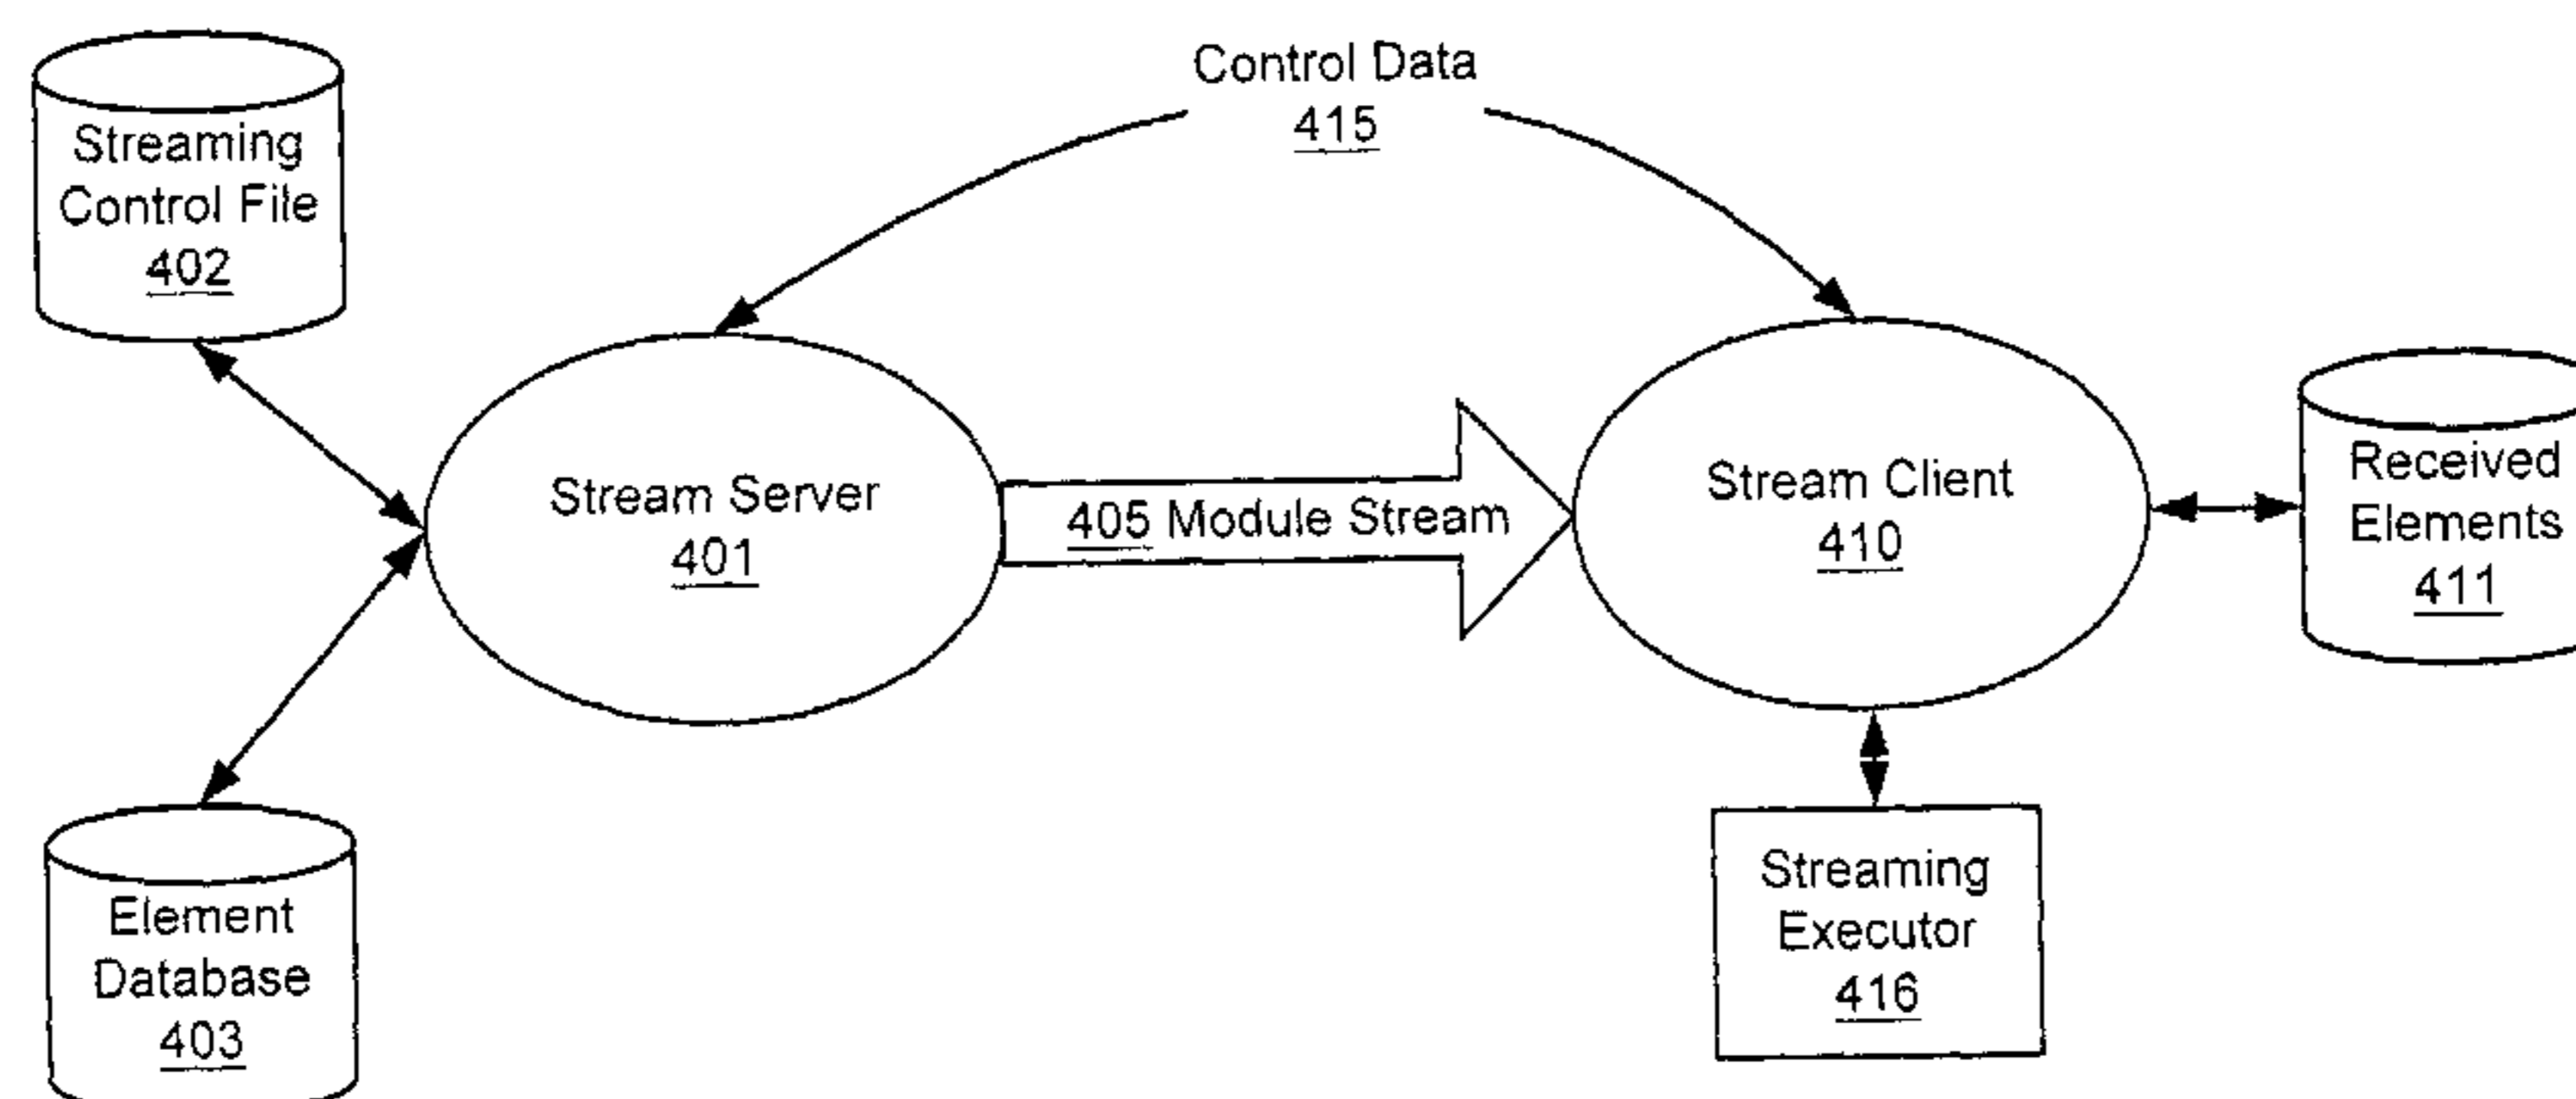 Streaming
Control File
402
Control Data
415
Stream Server
401
405 Module Stream
Stream Client
410
Received
Elements
411
Element
Database
403
Streaming
Executor
416